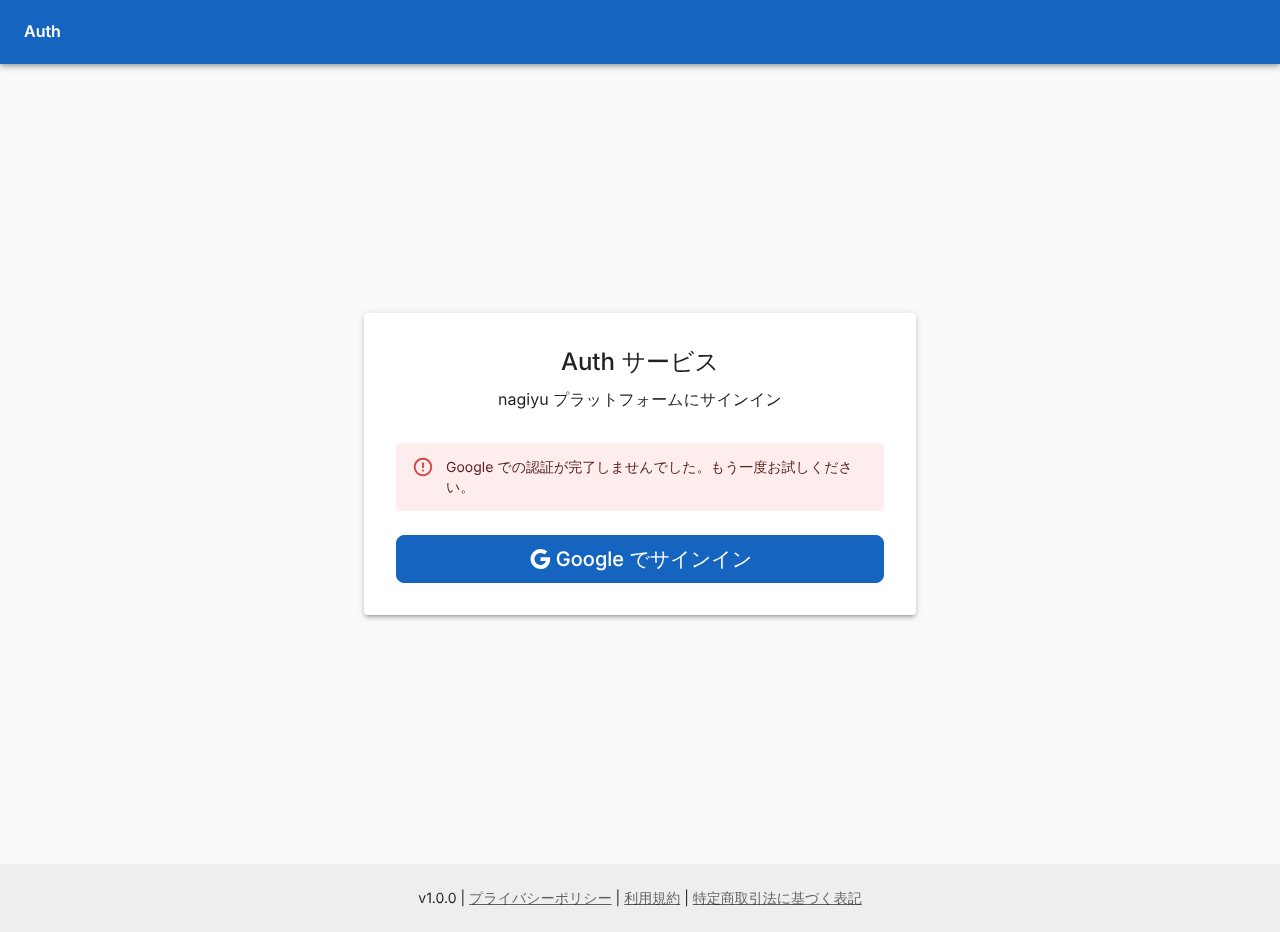 Auth
Auth サービス
nagiyu プラットフォームにサインイン
Google での認証が完了しませんでした。もう一度お試しくださ
い。
Google でサインイン
v1.0.0 | プライバシーポリシー | 利用規約 | 特定商取引法に基づく表記